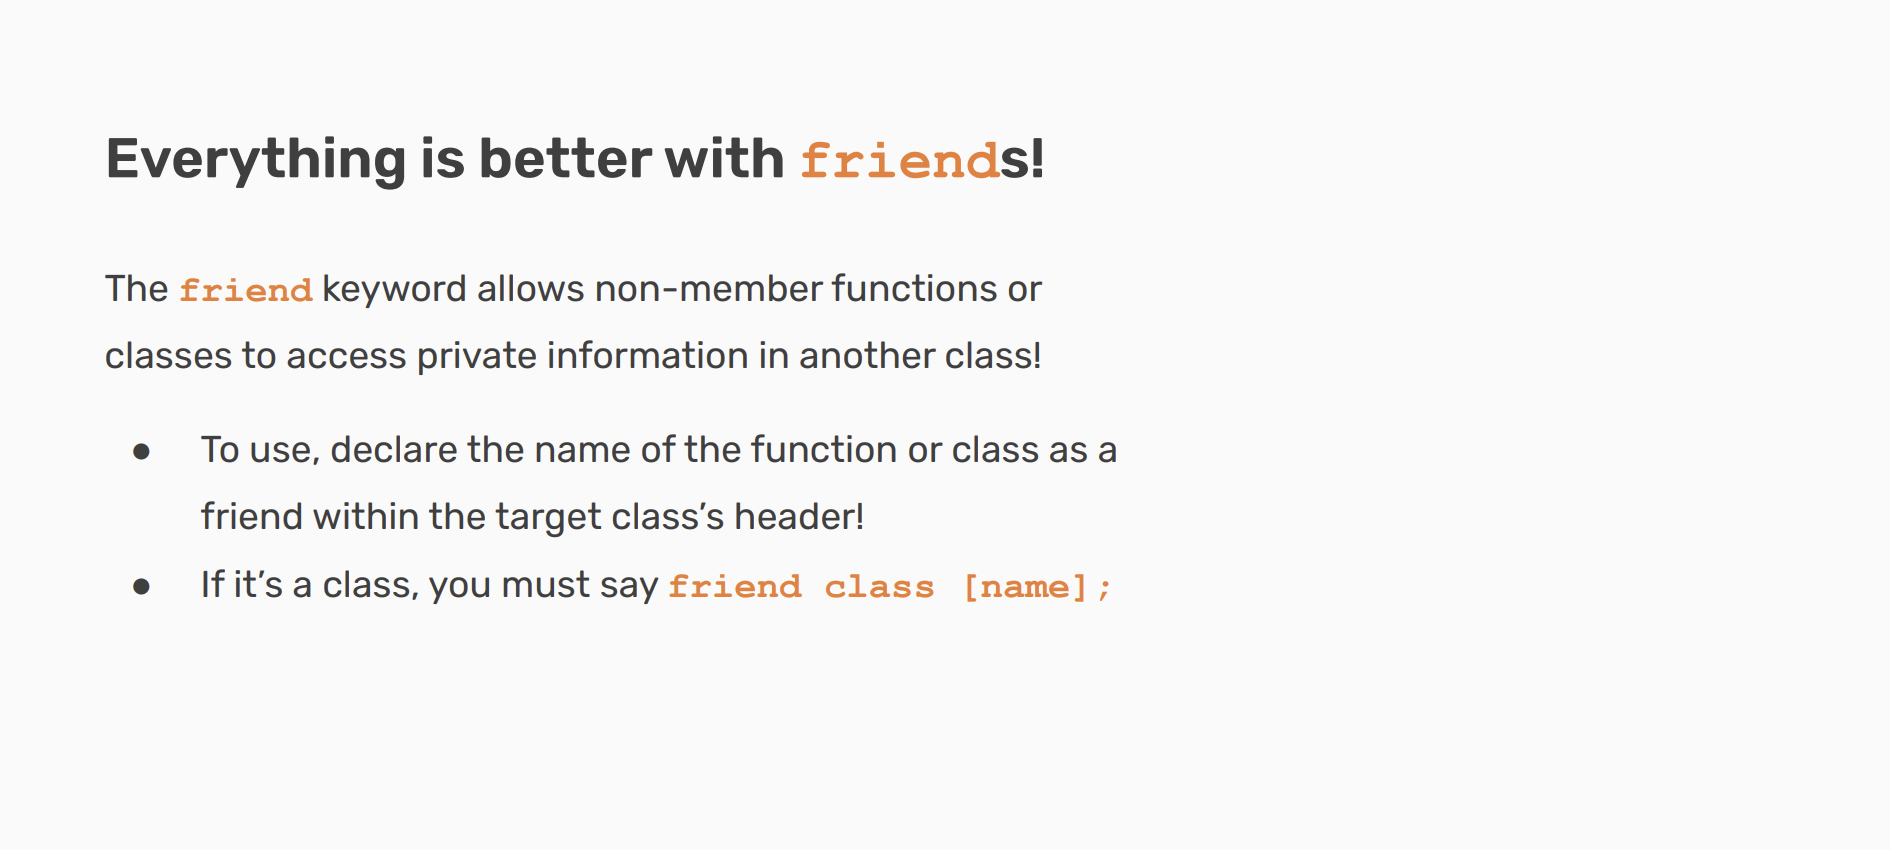 Everything is better with friends!
The friend keyword allows non-member functions or
classes to access private information in another class!
● To use, declare the name of the function or class as a
friend within the target class’s header!
● If it’s a class, you must say friend class [name];